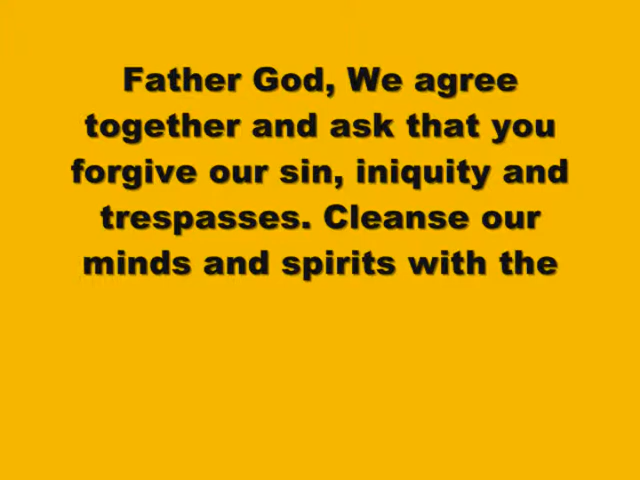 Father God, We agree
together and ask that you
forgive our sin, iniquity and
trespasses. Cleanse our
minds and spirits with the